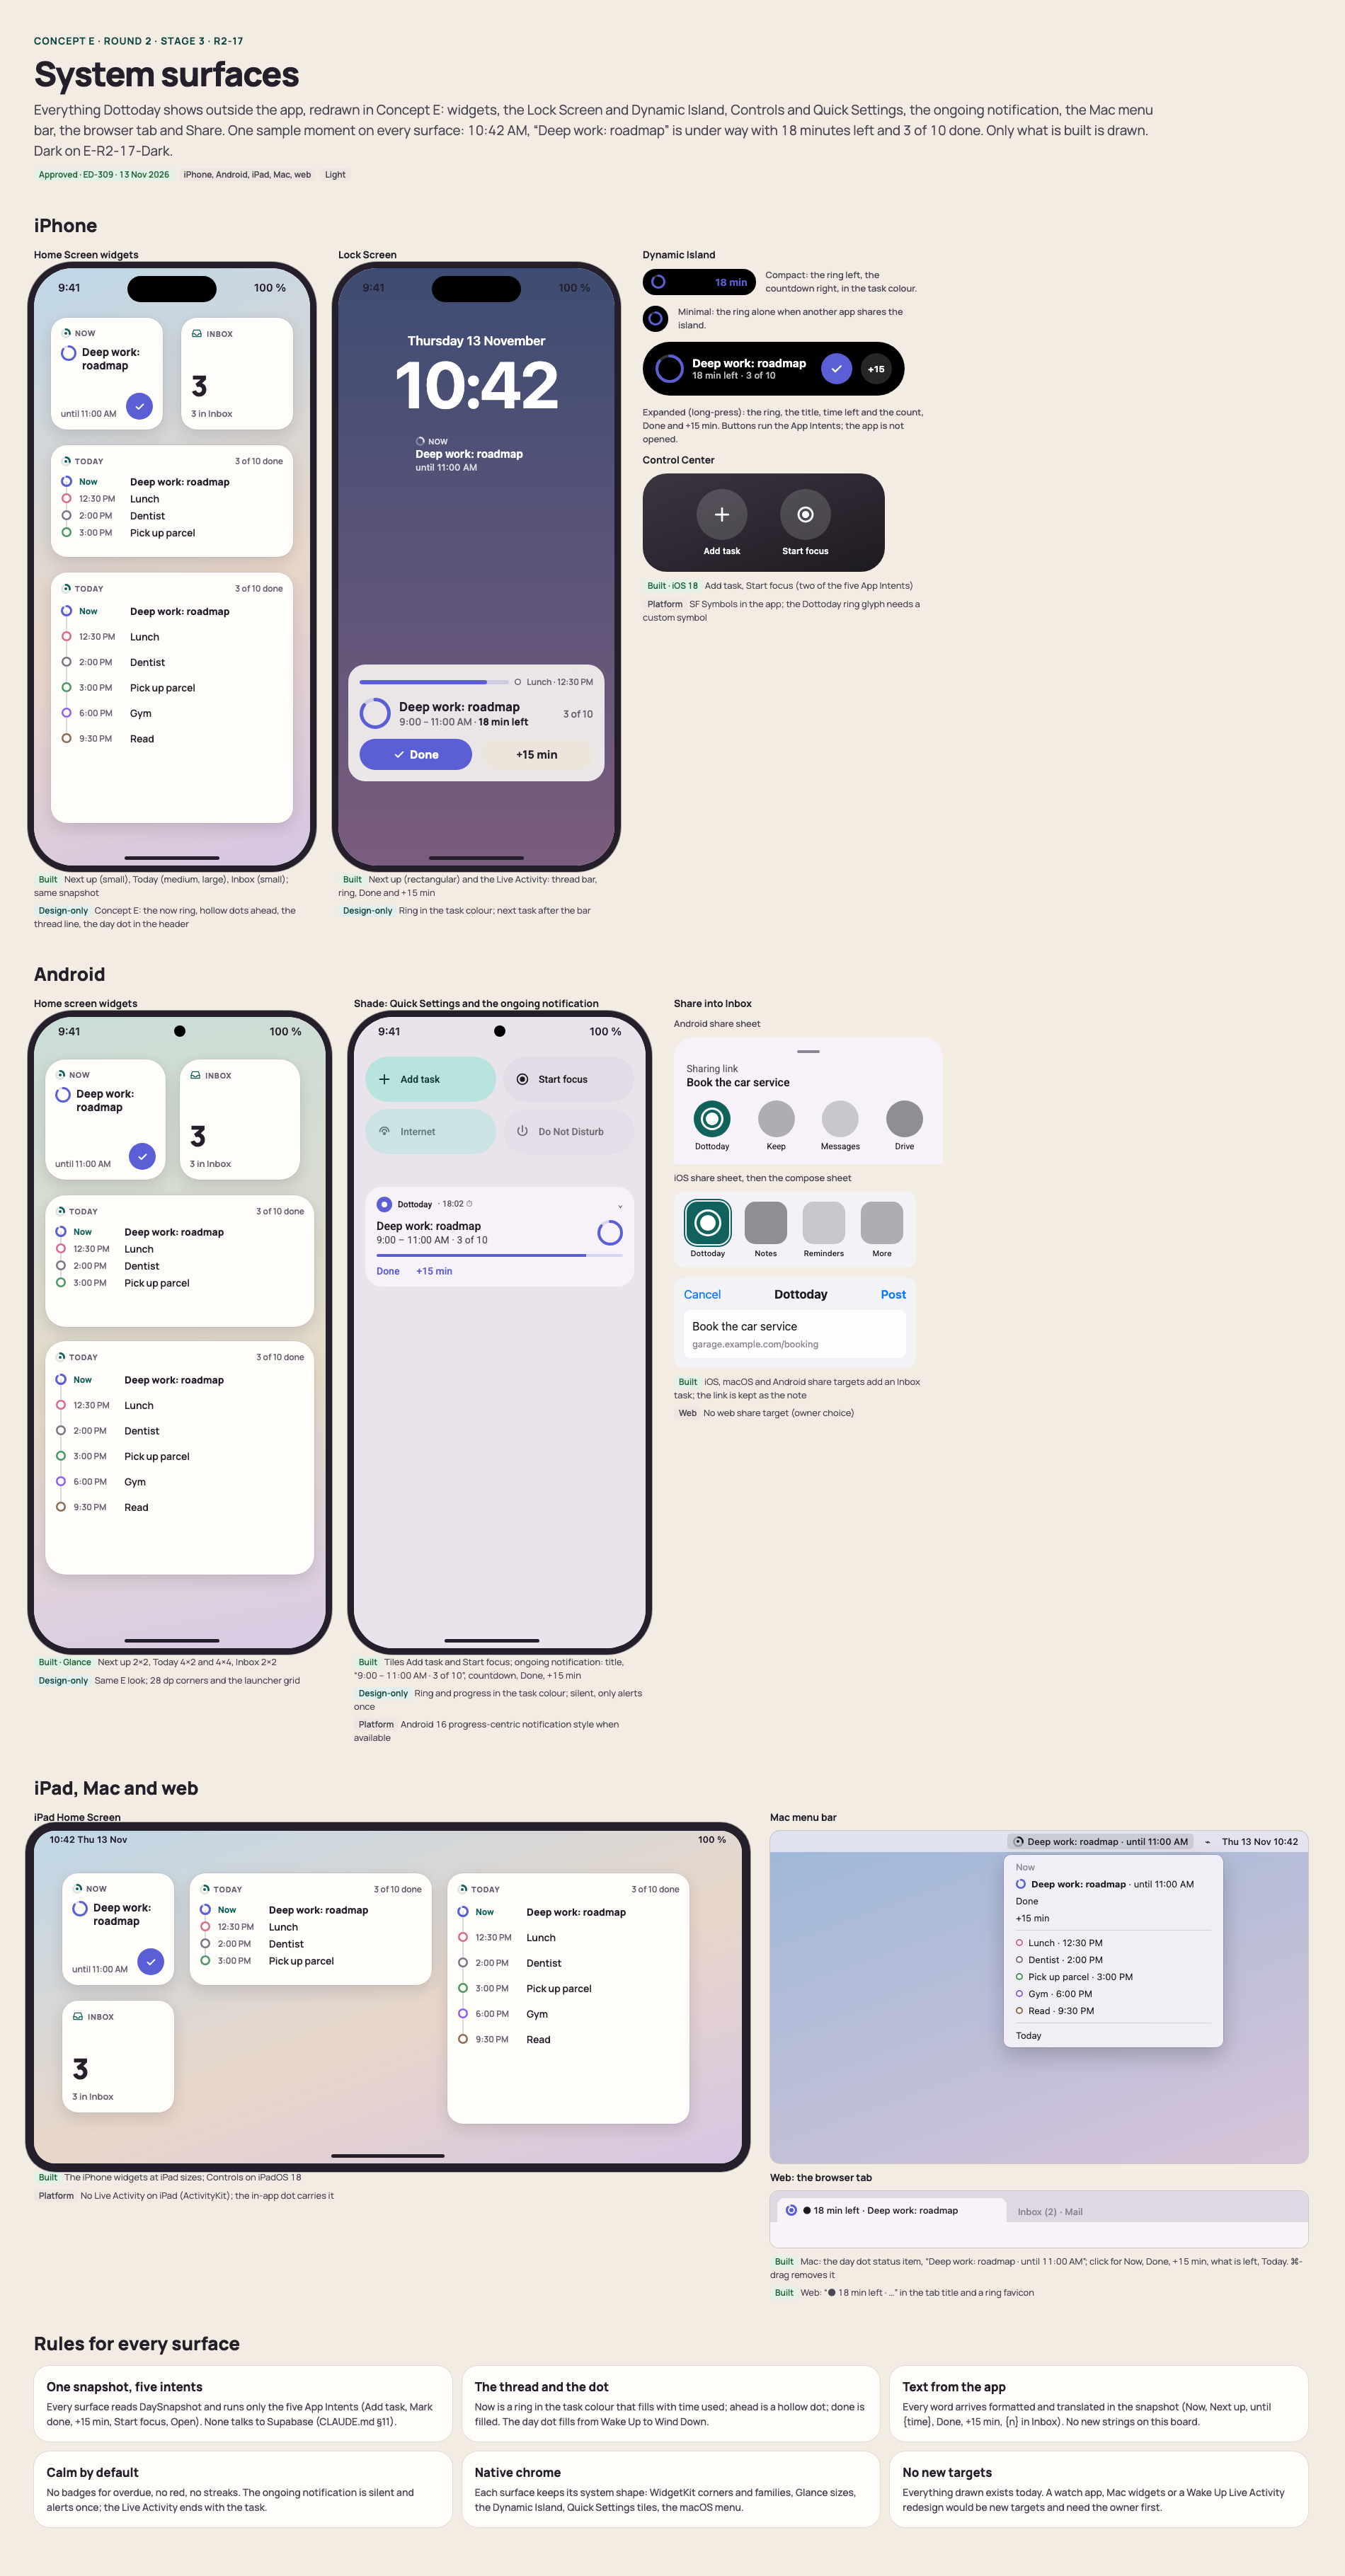 CONCEPT E · ROUND 2 · STAGE 3 · R2-17
System surfaces
Everything Dottoday shows outside the app, redrawn in Concept E: widgets, the Lock Screen and Dynamic Island, Controls and Quick Settings, the ongoing notification, the Mac menu
bar, the browser tab and Share. One sample moment on every surface: 10:42 AM, “Deep work: roadmap” is under way with 18 minutes left and 3 of 10 done. Only what is built is drawn.
Dark on E-R2-17-Dark.
Approved · ED-309 · 13 Nov 2026
iPhone, Android, iPad, Mac, web
Light
iPhone
Home Screen widgets
9:41
100 %
NOW
Deep work:
roadmap
until 11:00 AM
INBOX
3
3 in Inbox
TODAY
3 of 10 done
Now Deep work: roadmap
12:30 PM Lunch
2:00 PM Dentist
3:00 PM Pick up parcel
TODAY
3 of 10 done
Now Deep work: roadmap
12:30 PM Lunch
2:00 PM Dentist
3:00 PM Pick up parcel
6:00 PM Gym
9:30 PM Read
Built Next up (small), Today (medium, large), Inbox (small);
same snapshot
Design-only Concept E: the now ring, hollow dots ahead, the
thread line, the day dot in the header
Lock Screen
9:41
100 %
Thursday 13 November
10:42
NOW
Deep work: roadmap
until 11:00 AM
Lunch · 12:30 PM
Deep work: roadmap
9:00 – 11:00 AM · 18 min left
3 of 10
Done
+15 min
Built Next up (rectangular) and the Live Activity: thread bar,
ring, Done and +15 min
Design-only Ring in the task colour; next task after the bar
Dynamic Island
18 min
Compact: the ring left, the
countdown right, in the task colour.
Minimal: the ring alone when another app shares the
island.
Deep work: roadmap
18 min left · 3 of 10
+15
Expanded (long-press): the ring, the title, time left and the count,
Done and +15 min. Buttons run the App Intents; the app is not
opened.
Control Center
Add task
Start focus
Built · iOS 18 Add task, Start focus (two of the five App Intents)
Platform SF Symbols in the app; the Dottoday ring glyph needs a
custom symbol
Android
Home screen widgets
9:41
100 %
NOW
Deep work:
roadmap
until 11:00 AM
INBOX
3
3 in Inbox
TODAY
3 of 10 done
Now Deep work: roadmap
12:30 PM Lunch
2:00 PM Dentist
3:00 PM Pick up parcel
TODAY
3 of 10 done
Now Deep work: roadmap
12:30 PM Lunch
2:00 PM Dentist
3:00 PM Pick up parcel
6:00 PM Gym
9:30 PM Read
Built · Glance Next up 2×2, Today 4×2 and 4×4, Inbox 2×2
Design-only Same E look; 28 dp corners and the launcher grid
Shade: Quick Settings and the ongoing notification
9:41
100 %
Add task
Start focus
Internet
Do Not Disturb
Dottoday · 18:02
Deep work: roadmap
9:00 – 11:00 AM · 3 of 10
Done
+15 min
Built Tiles Add task and Start focus; ongoing notification: title,
“9:00 – 11:00 AM · 3 of 10”, countdown, Done, +15 min
Design-only Ring and progress in the task colour; silent, only alerts
once
Platform Android 16 progress-centric notification style when
available
Share into Inbox
Android share sheet
Sharing link
Book the car service
Dottoday
Keep
Messages
Drive
iOS share sheet, then the compose sheet
Dottoday
Notes
Reminders
More
Cancel
Dottoday
Post
Book the car service
garage.example.com/booking
Built iOS, macOS and Android share targets add an Inbox
task; the link is kept as the note
Web No web share target (owner choice)
iPad, Mac and web
iPad Home Screen
10:42 Thu 13 Nov
100 %
NOW
Deep work:
roadmap
until 11:00 AM
INBOX
3
3 in Inbox
TODAY
3 of 10 done
Now Deep work: roadmap
12:30 PM Lunch
2:00 PM Dentist
3:00 PM Pick up parcel
TODAY
3 of 10 done
Now Deep work: roadmap
12:30 PM Lunch
2:00 PM Dentist
3:00 PM Pick up parcel
6:00 PM Gym
9:30 PM Read
Built The iPhone widgets at iPad sizes; Controls on iPadOS 18
Platform No Live Activity on iPad (ActivityKit); the in-app dot carries it
Mac menu bar
Deep work: roadmap · until 11:00 AM
Thu 13 Nov 10:42
Now
Deep work: roadmap · until 11:00 AM
Done
+15 min
Lunch · 12:30 PM
Dentist · 2:00 PM
Pick up parcel · 3:00 PM
Gym · 6:00 PM
Read · 9:30 PM
Today
Web: the browser tab
● 18 min left · Deep work: roadmap
Inbox (2) · Mail
Built Mac: the day dot status item, “Deep work: roadmap · until 11:00 AM”; click for Now, Done, +15 min, what is left, Today. ⌘-
drag removes it
Built Web: “● 18 min left · …” in the tab title and a ring favicon
Rules for every surface
One snapshot, five intents
Every surface reads DaySnapshot and runs only the five App Intents (Add task, Mark
done, +15 min, Start focus, Open). None talks to Supabase (CLAUDE.md §11).
The thread and the dot
Now is a ring in the task colour that fills with time used; ahead is a hollow dot; done is
filled. The day dot fills from Wake Up to Wind Down.
Text from the app
Every word arrives formatted and translated in the snapshot (Now, Next up, until
{time}, Done, +15 min, {n} in Inbox). No new strings on this board.
Calm by default
No badges for overdue, no red, no streaks. The ongoing notification is silent and
alerts once; the Live Activity ends with the task.
Native chrome
Each surface keeps its system shape: WidgetKit corners and families, Glance sizes,
the Dynamic Island, Quick Settings tiles, the macOS menu.
No new targets
Everything drawn exists today. A watch app, Mac widgets or a Wake Up Live Activity
redesign would be new targets and need the owner first.